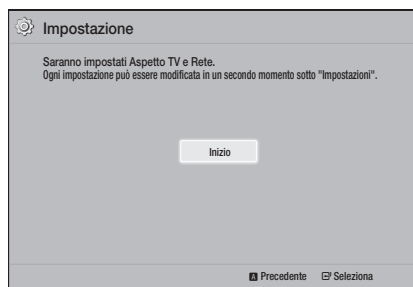 Impostazione
Saranno impostati Aspetto TV e Rete.
Ogni impostazione può essere modificata in un secondo momento sotto "Impostazioni".
Inizio
A Precedente Seleziona